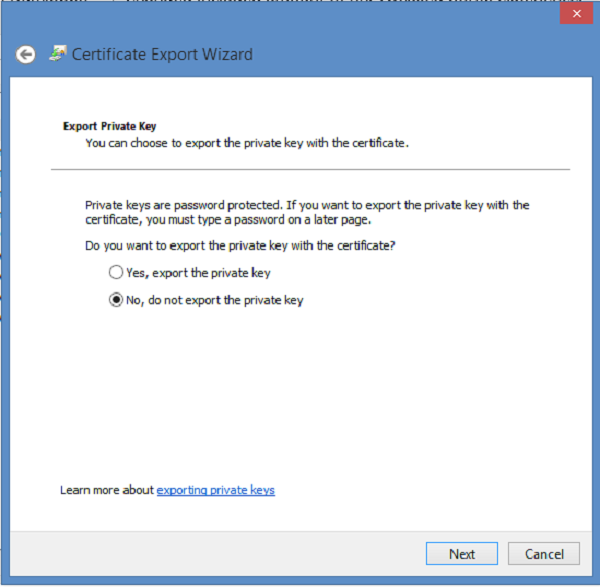 Certificate Export Wizard
Export Private Key
You can choose to export the private key with the certificate.
Private keys are password protected. If you want to export the private key with the
certificate, you must type a password on a later page.
Do you want to export the private key with the certificate?
Yes, export the private key
No, do not export the private key
Learn more about exporting private keys
Next
Cancel